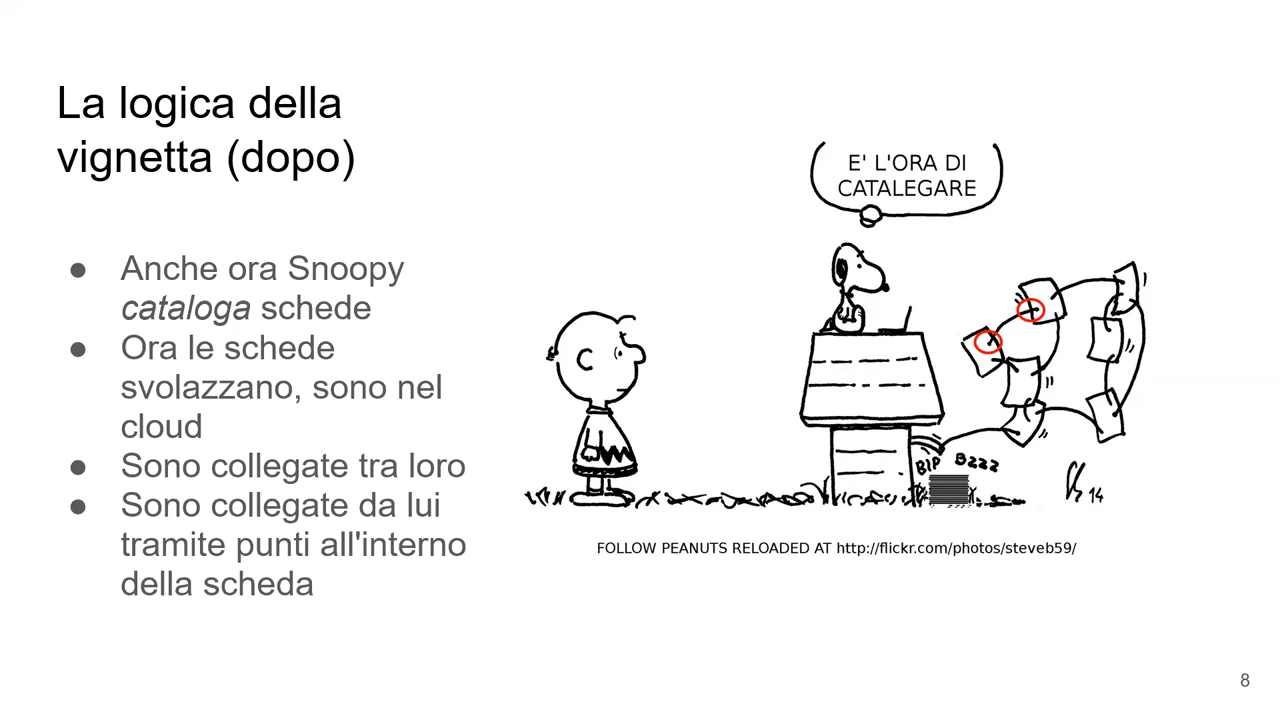 La logica della
vignetta (dopo)
● Anche ora Snoopy
cataloga schede
● Ora le schede
svolazzano, sono nel
cloud
● Sono collegate tra loro
● Sono collegate da lui
tramite punti all'interno
della scheda
E' L'ORA DI
CATALEGARE
BIP BZZZ
14
FOLLOW PEANUTS RELOADED AT http://flickr.com/photos/steveb59/
8